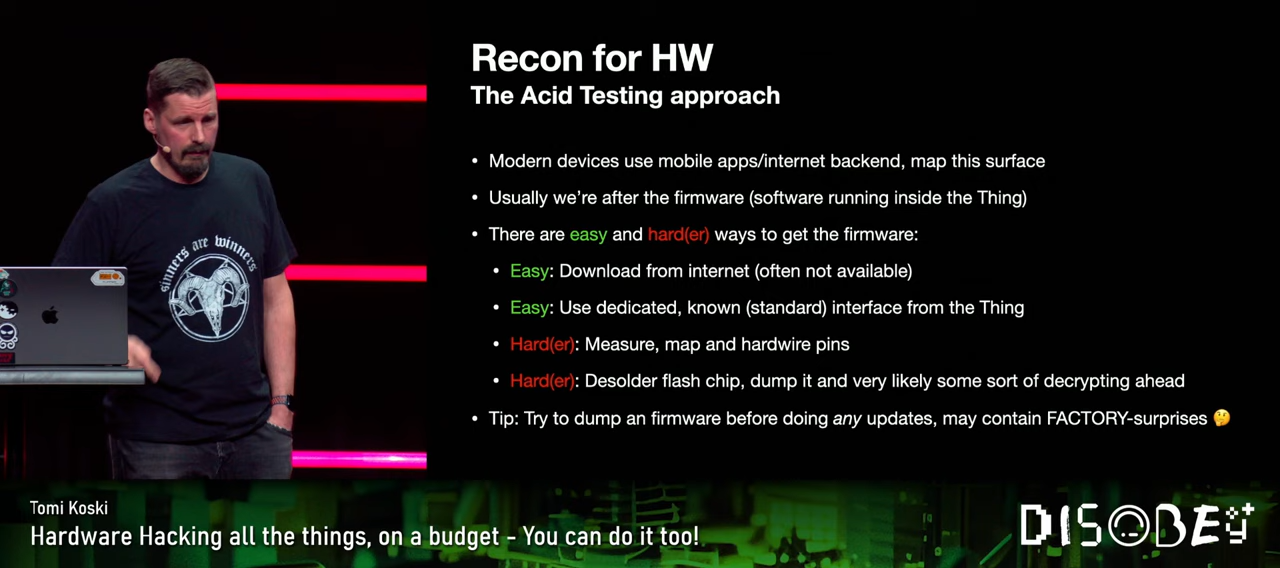 Recon for HW
The Acid Testing approach
• Modern devices use mobile apps/internet backend, map this surface
• Usually we're after the firmware (software running inside the Thing)
• There are easy and hard(er) ways to get the firmware:
• Easy: Download from internet (often not available)
• Easy: Use dedicated, known (standard) interface from the Thing
• Hard(er): Measure, map and hardwire pins
• Hard(er): Desolder flash chip, dump it and very likely some sort of decrypting ahead
• Tip: Try to dump an firmware before doing any updates, may contain FACTORY-surprises 🤔
sinners are winners
Tomi Koski
Hardware Hacking all the things, on a budget - You can do it too!
DISOBEY